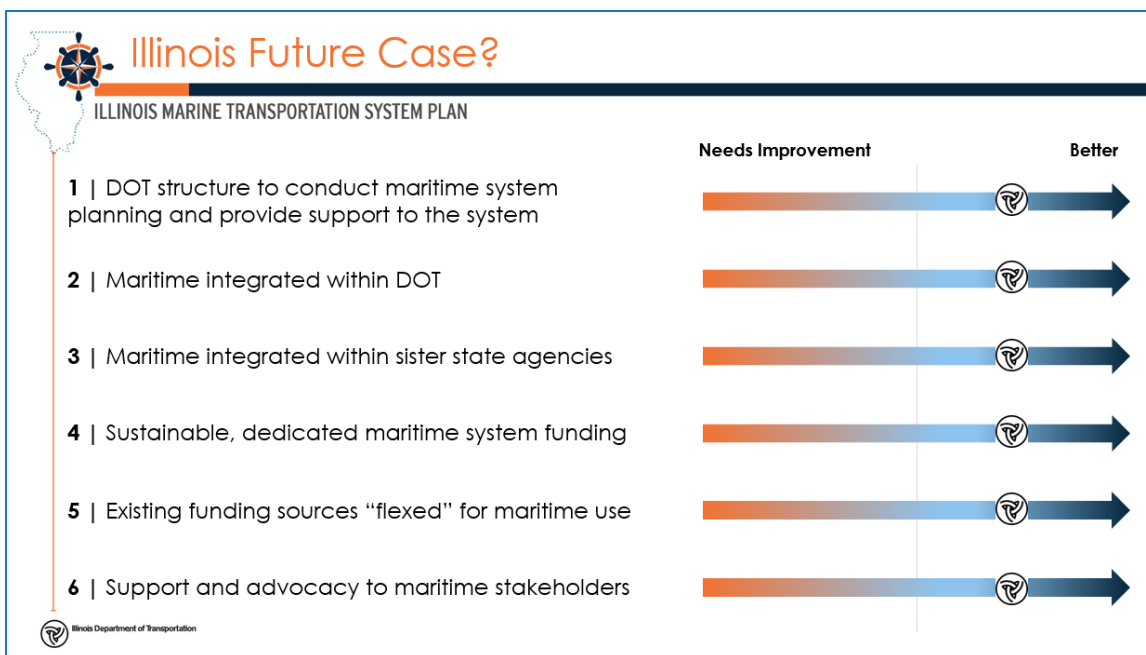 Illinois Future Case?
ILLINOIS MARINE TRANSPORTATION SYSTEM PLAN
Needs Improvement
Better
1 | DOT structure to conduct maritime system
planning and provide support to the system
2 | Maritime integrated within DOT
3 | Maritime integrated within sister state agencies
4 | Sustainable, dedicated maritime system funding
5 | Existing funding sources “flexed” for maritime use
6 | Support and advocacy to maritime stakeholders
Illinois Department of Transportation